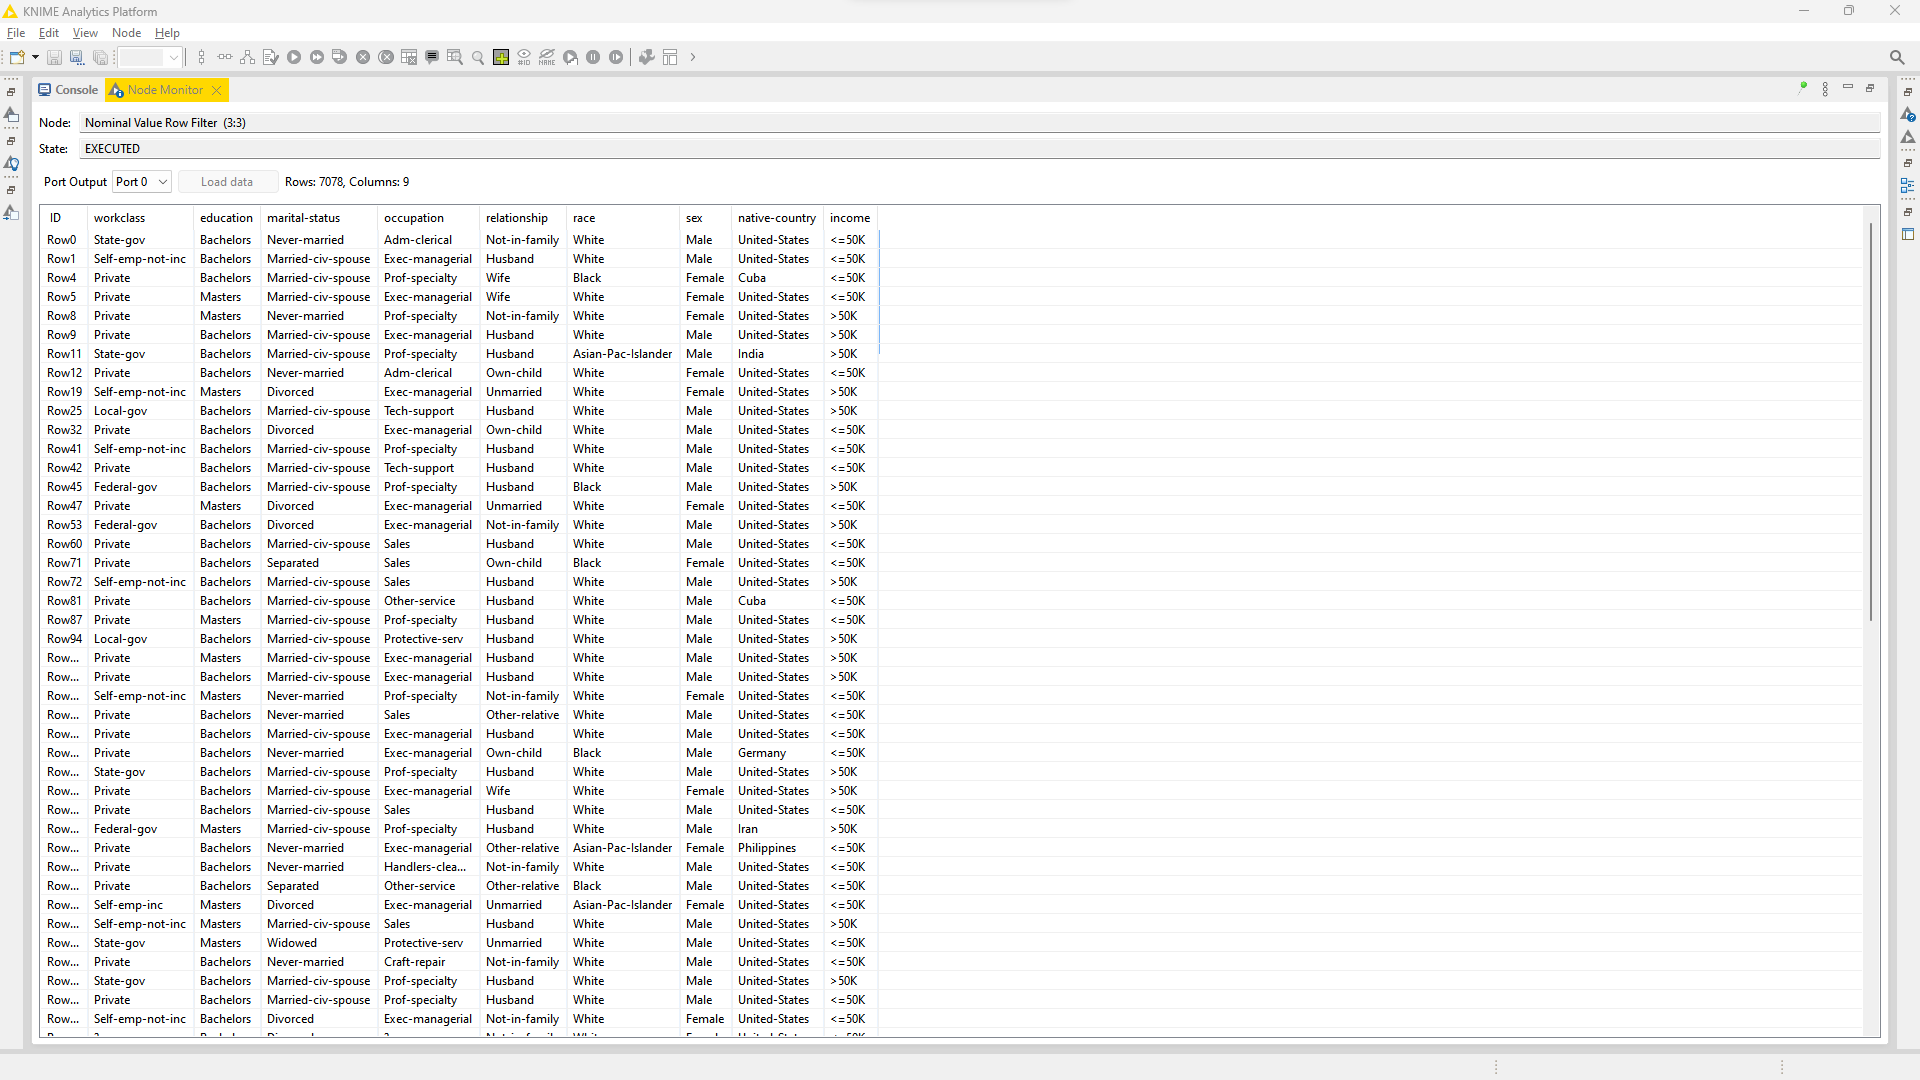 KNIME Analytics Platform
File Edit View Node Help
#ID NAME
Console Node Monitor
Node: Nominal Value Row Filter (3:3)
State: EXECUTED
Port Output Port 0 Load data Rows: 7078, Columns: 9
ID workclass education marital-status occupation relationship race sex native-country income
Row0 State-gov Bachelors Never-married Adm-clerical Not-in-family White Male United-States <=50K
Row1 Self-emp-not-inc Bachelors Married-civ-spouse Exec-managerial Husband White Male United-States <=50K
Row4 Private Bachelors Married-civ-spouse Prof-specialty Wife Black Female Cuba <=50K
Row5 Private Masters Married-civ-spouse Exec-managerial Wife White Female United-States <=50K
Row8 Private Masters Never-married Prof-specialty Not-in-family White Female United-States >50K
Row9 Private Bachelors Married-civ-spouse Exec-managerial Husband White Male United-States >50K
Row11 State-gov Bachelors Married-civ-spouse Prof-specialty Husband Asian-Pac-Islander Male India >50K
Row12 Private Bachelors Never-married Adm-clerical Own-child White Female United-States <=50K
Row19 Self-emp-not-inc Masters Divorced Exec-managerial Unmarried White Female United-States >50K
Row25 Local-gov Bachelors Married-civ-spouse Tech-support Husband White Male United-States >50K
Row32 Private Bachelors Divorced Exec-managerial Own-child White Male United-States <=50K
Row41 Self-emp-not-inc Bachelors Married-civ-spouse Prof-specialty Husband White Male United-States <=50K
Row42 Private Bachelors Married-civ-spouse Tech-support Husband White Male United-States <=50K
Row45 Federal-gov Bachelors Married-civ-spouse Prof-specialty Husband Black Male United-States >50K
Row47 Private Masters Divorced Exec-managerial Unmarried White Female United-States <=50K
Row53 Federal-gov Bachelors Divorced Exec-managerial Not-in-family White Male United-States >50K
Row60 Private Bachelors Married-civ-spouse Sales Husband White Male United-States <=50K
Row71 Private Bachelors Separated Sales Own-child Black Female United-States <=50K
Row72 Self-emp-not-inc Bachelors Married-civ-spouse Sales Husband White Male United-States >50K
Row81 Private Bachelors Married-civ-spouse Other-service Husband White Male Cuba <=50K
Row87 Private Masters Married-civ-spouse Prof-specialty Husband White Male United-States <=50K
Row94 Local-gov Bachelors Married-civ-spouse Protective-serv Husband White Male United-States >50K
Row... Private Masters Married-civ-spouse Exec-managerial Husband White Male United-States >50K
Row... Private Bachelors Married-civ-spouse Exec-managerial Husband White Male United-States >50K
Row... Self-emp-not-inc Masters Never-married Prof-specialty Not-in-family White Female United-States <=50K
Row... Private Bachelors Never-married Sales Other-relative White Male United-States <=50K
Row... Private Bachelors Married-civ-spouse Exec-managerial Husband White Male United-States <=50K
Row... Private Bachelors Never-married Exec-managerial Own-child Black Male Germany <=50K
Row... State-gov Bachelors Married-civ-spouse Prof-specialty Husband White Male United-States >50K
Row... Private Bachelors Married-civ-spouse Exec-managerial Wife White Female United-States >50K
Row... Private Bachelors Married-civ-spouse Sales Husband White Male United-States <=50K
Row... Federal-gov Masters Married-civ-spouse Prof-specialty Husband White Male Iran >50K
Row... Private Bachelors Never-married Exec-managerial Other-relative Asian-Pac-Islander Female Philippines <=50K
Row... Private Bachelors Never-married Handlers-clea... Not-in-family White Male United-States <=50K
Row... Private Bachelors Separated Other-service Other-relative Black Male United-States <=50K
Row... Self-emp-inc Masters Divorced Exec-managerial Unmarried Asian-Pac-Islander Female United-States <=50K
Row... Self-emp-not-inc Masters Married-civ-spouse Sales Husband White Male United-States >50K
Row... State-gov Masters Widowed Protective-serv Unmarried White Male United-States <=50K
Row... Private Bachelors Never-married Craft-repair Not-in-family White Male United-States <=50K
Row... State-gov Bachelors Married-civ-spouse Prof-specialty Husband White Male United-States >50K
Row... Private Bachelors Married-civ-spouse Prof-specialty Husband White Male United-States <=50K
Row... Self-emp-not-inc Bachelors Divorced Exec-managerial Not-in-family White Female United-States <=50K